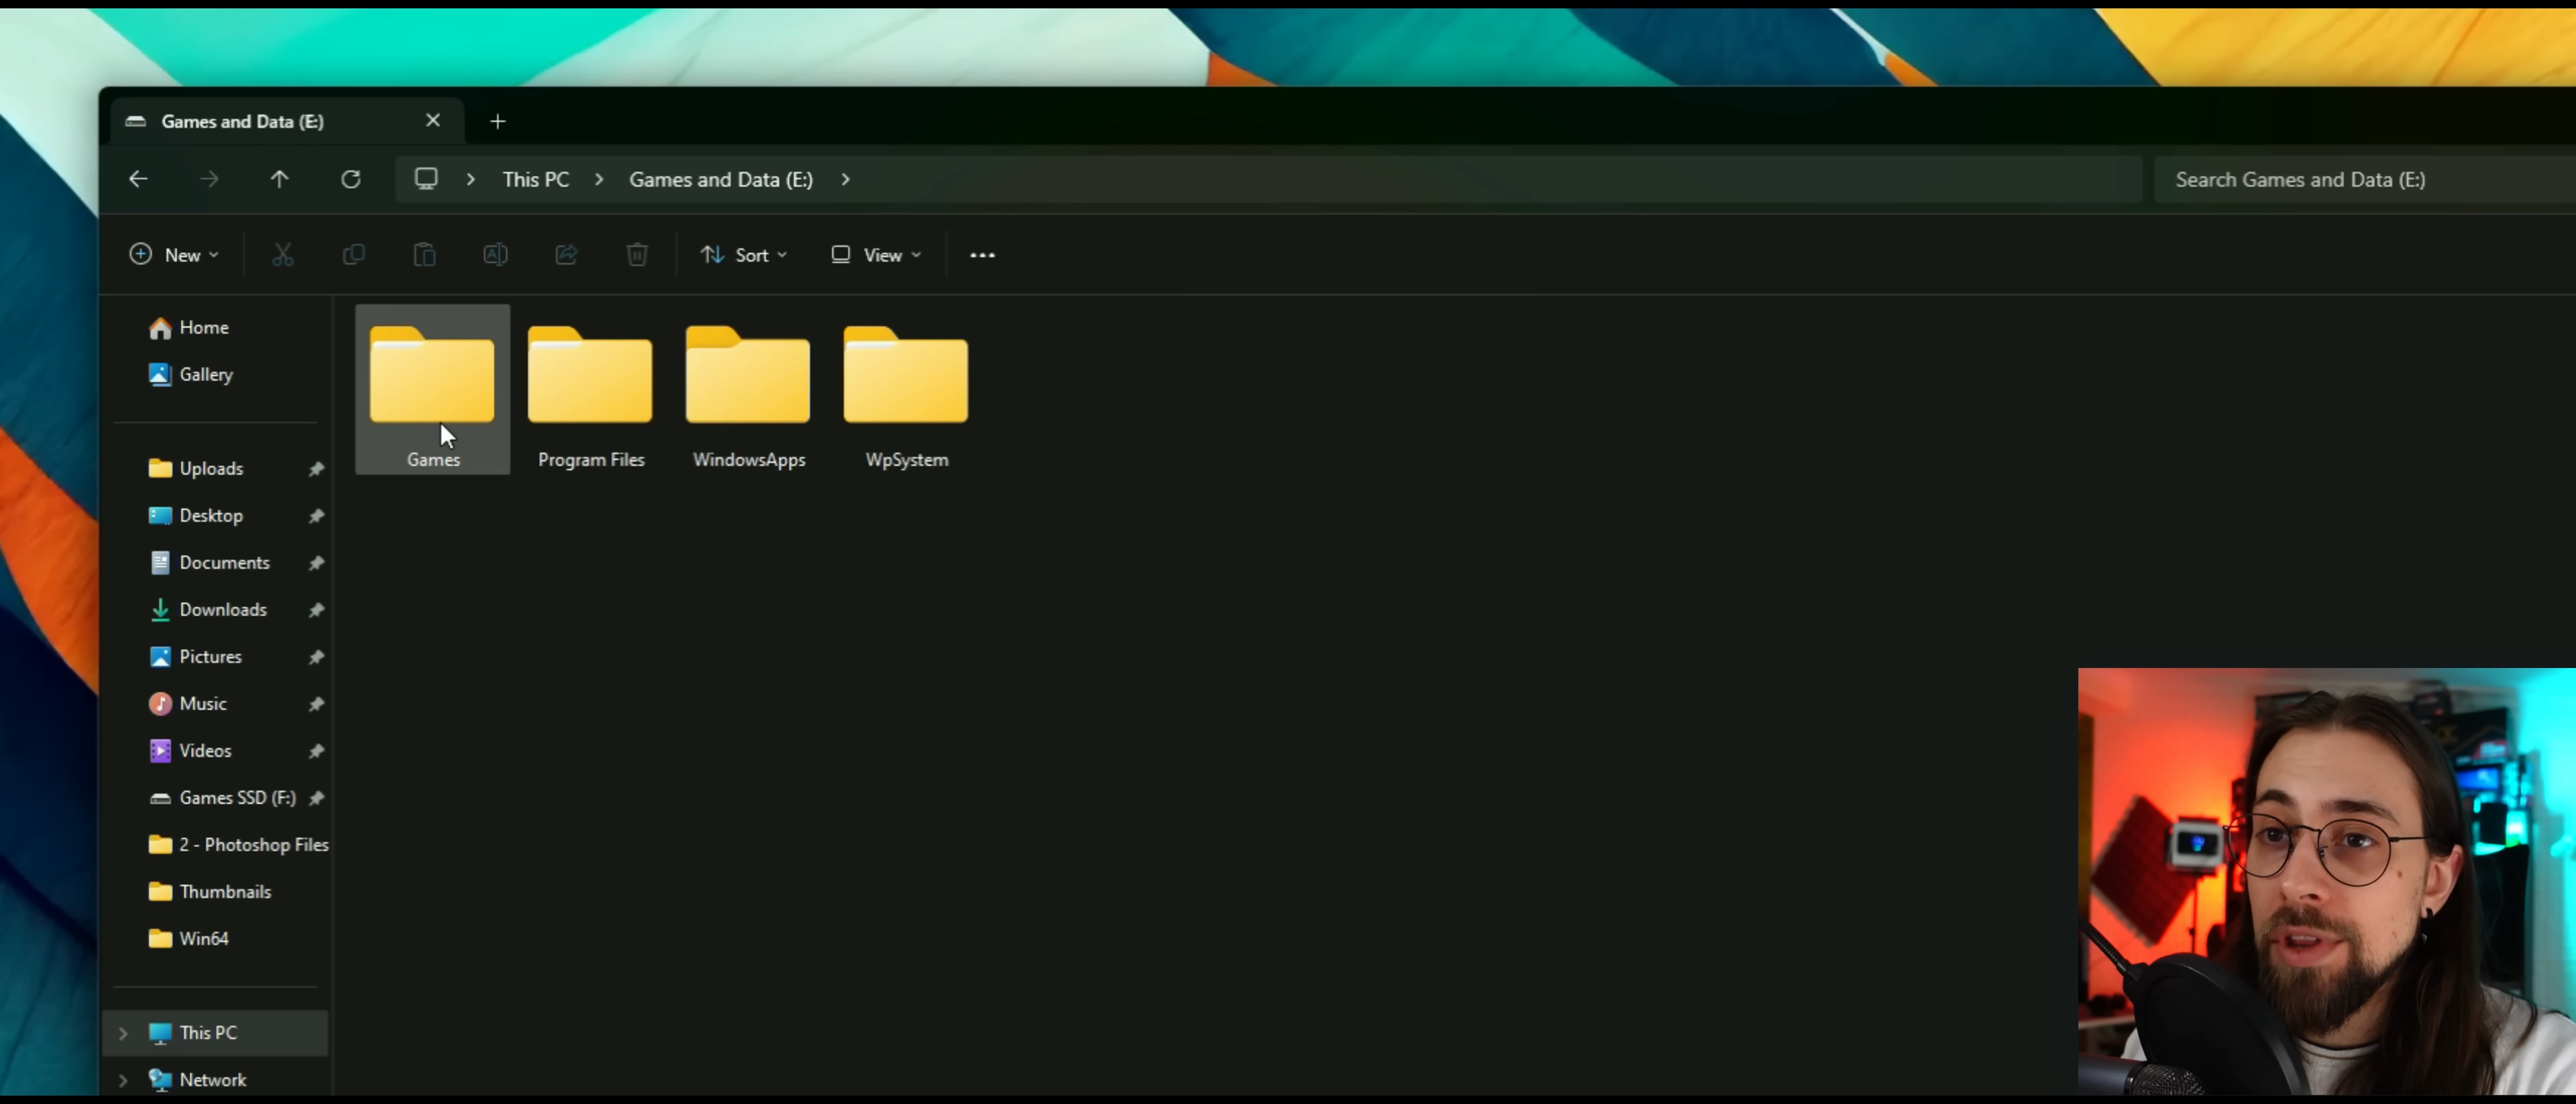 Games and Data (E:)
This PC > Games and Data (E:) >
Search Games and Data (E:)
New
Sort
View
Home
Gallery
Uploads
Desktop
Documents
Downloads
Pictures
Music
Videos
Games SSD (F:)
2 - Photoshop Files
Thumbnails
Win64
This PC
Network
Games
Program Files
WindowsApps
WpSystem